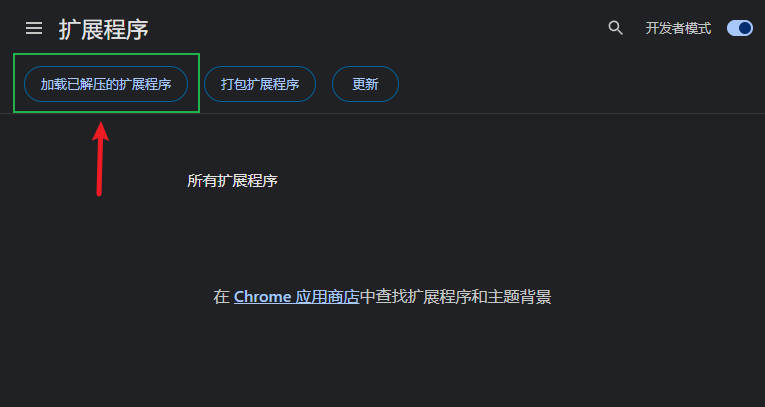 扩展程序
开发者模式
加载已解压的扩展程序 打包扩展程序 更新
所有扩展程序
在 Chrome 应用商店中查找扩展程序和主题背景